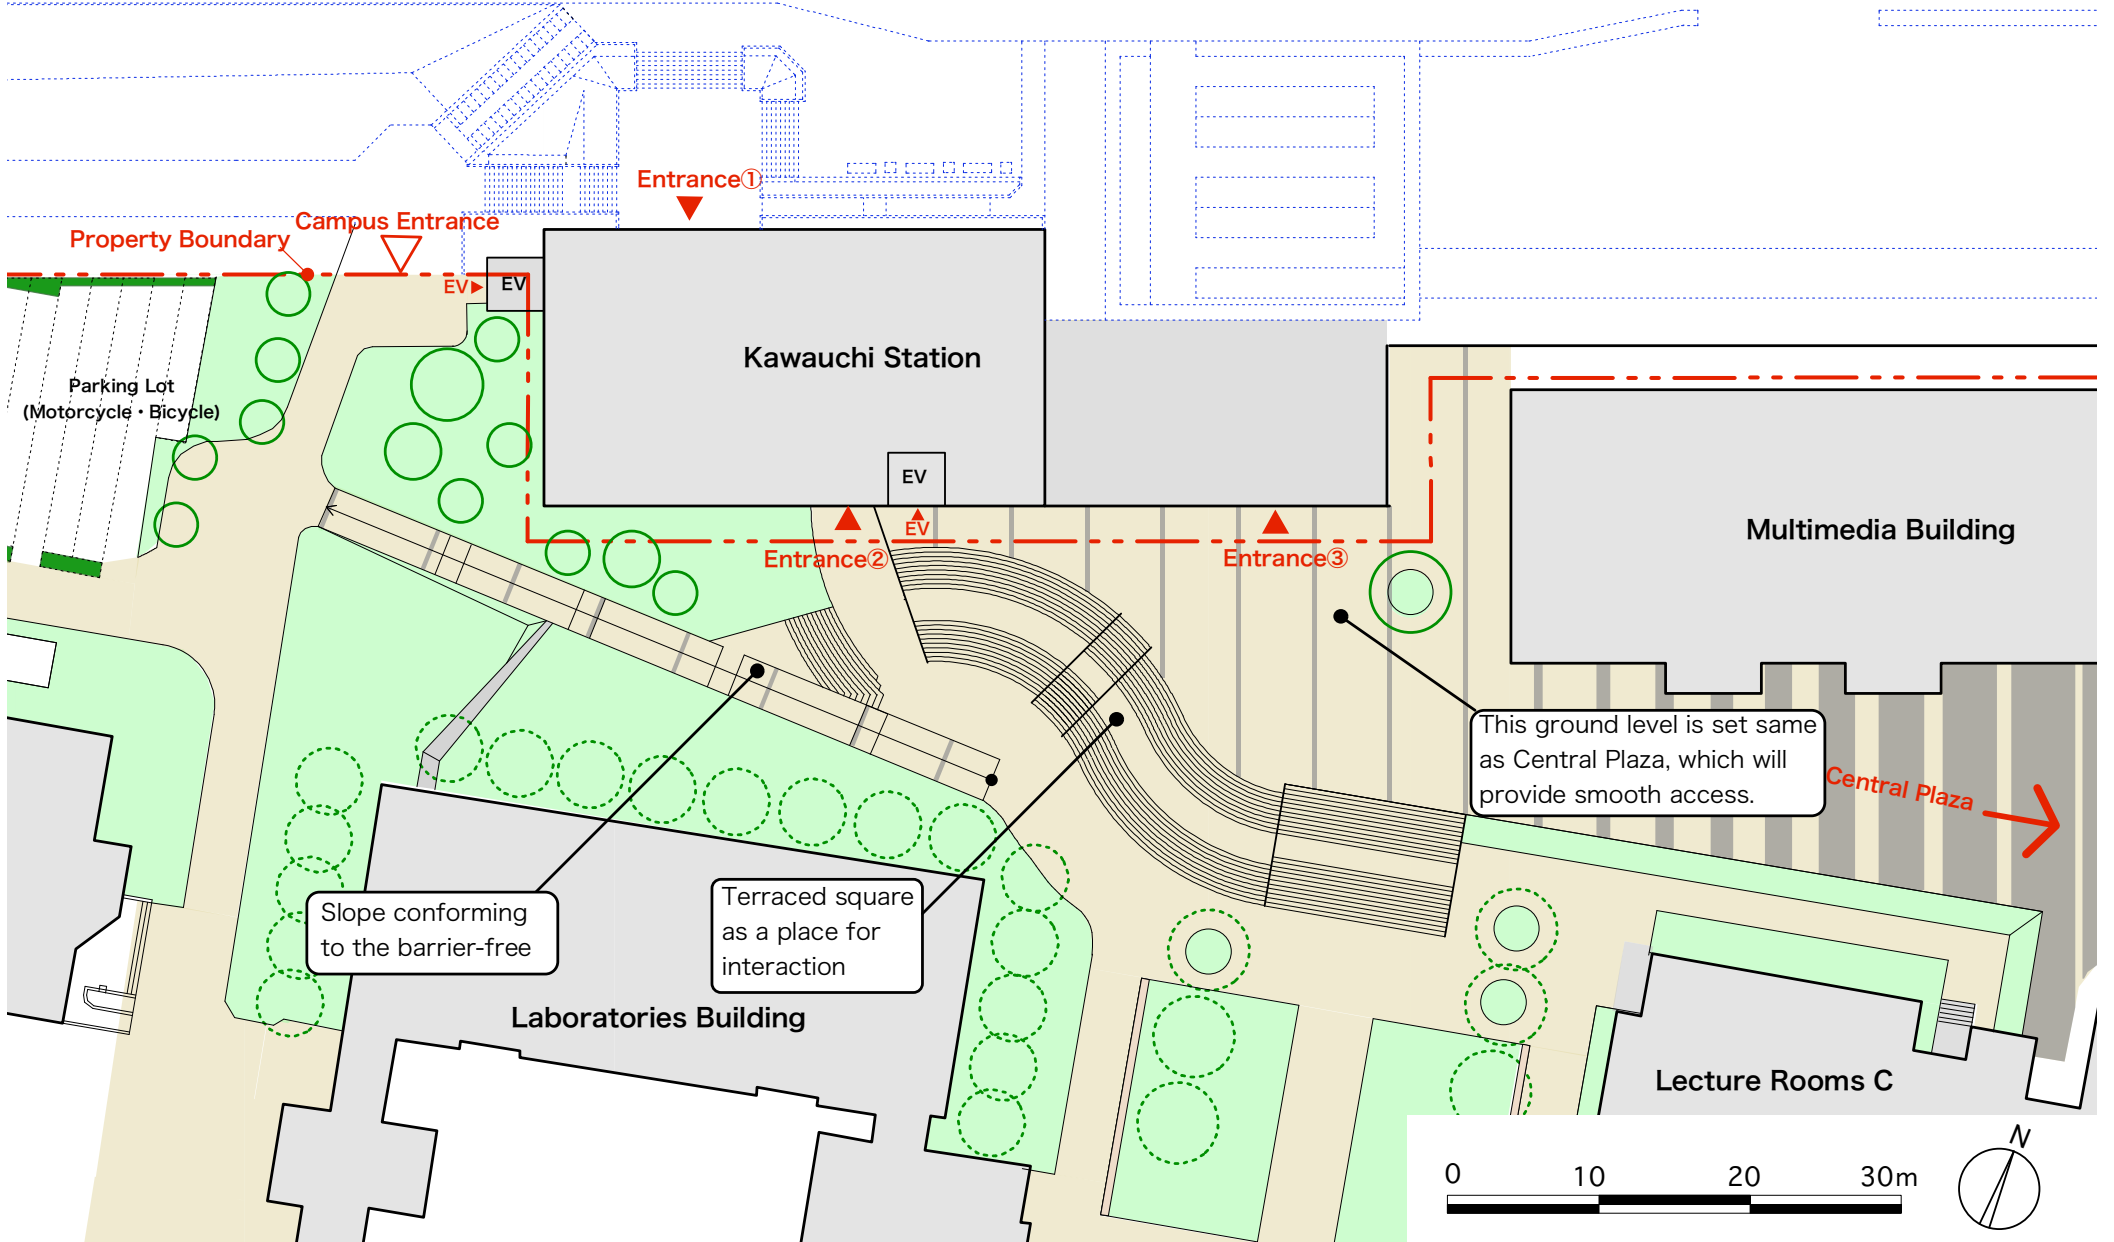 Entrance①
Campus Entrance
Property Boundary
EV
EV
Kawauchi Station
Parking Lot
(Motorcycle・Bicycle)
EV
EV
Entrance②
Entrance③
Multimedia Building
This ground level is set same
as Central Plaza, which will
provide smooth access.
Central Plaza
Slope conforming
to the barrier-free
Terraced square
as a place for
interaction
Laboratories Building
Lecture Rooms C
N
0 10 20 30m